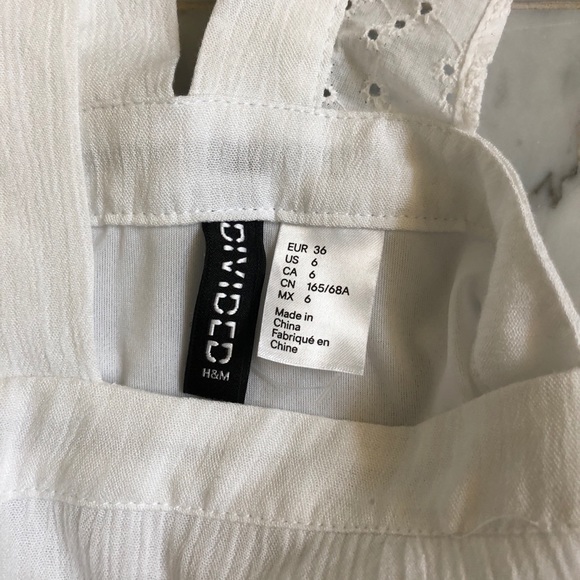 DIVIDED
H&M
EUR 36
US 6
CA 6
CN 165/68A
MX 6
Made in
China
Fabriqué en
Chine